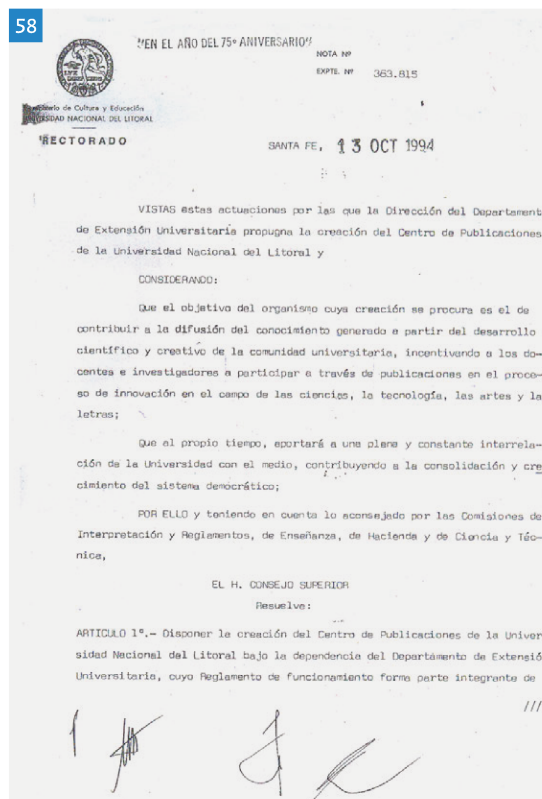 58
"EN EL AÑO DEL 75º ANIVERSARIO"
NOTA Nº
EXPTE. Nº 363.815
de Cultura y Educación
NACIONAL DEL LITORAL
RECTORADO
SANTA FE, 13 OCT 1994
VISTAS estas actuaciones por las que la Dirección del Departament
de Extensión Universitaria propugna la creación del Centro de Publicaciones
de la Universidad Nacional del Litoral y
CONSIDERANDO:
Que el objetivo del organismo cuya creación se procura es el de
contribuir a la difusión del conocimiento generado a partir del desarrollo
científico y creativo de la comunidad universitaria, incentivando a los do-
centes e investigadores a participar a través de publicaciones en el proce-
so de innovación en el campo de las ciencias, la tecnología, las artes y la
letras;
Que al propio tiempo, aportará a una plena y constante interrela-
ción de la Universidad con el medio, contribuyendo a la consolidación y cre
cimiento del sistema democrático;
POR ELLO y teniendo en cuenta lo aconsejado por las Comisiones de
Interpretación y Reglamentos, de Enseñanza, de Hacienda y de Ciencia y Téc-
nica,
EL H. CONSEJO SUPERIOR
Resuelve:
ARTICULO 1º.- Disponer la creación del Centro de Publicaciones de la Univer
sidad Nacional del Litoral bajo la dependencia del Departamento de Extensió
Universitaria, cuyo Reglamento de funcionamiento forma parte integrante de
///